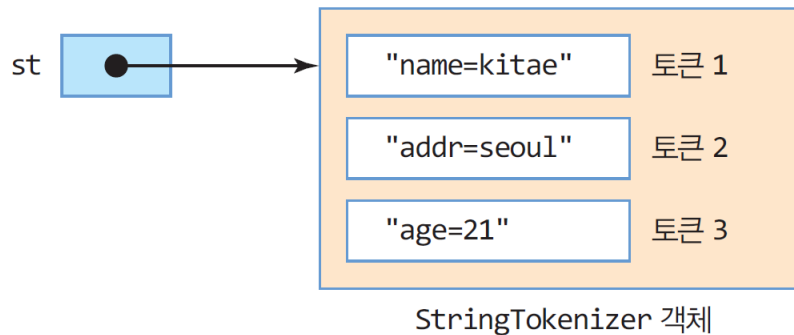 st
"name=kitae" 토큰 1
"addr=seoul" 토큰 2
"age=21" 토큰 3
StringTokenizer 객체